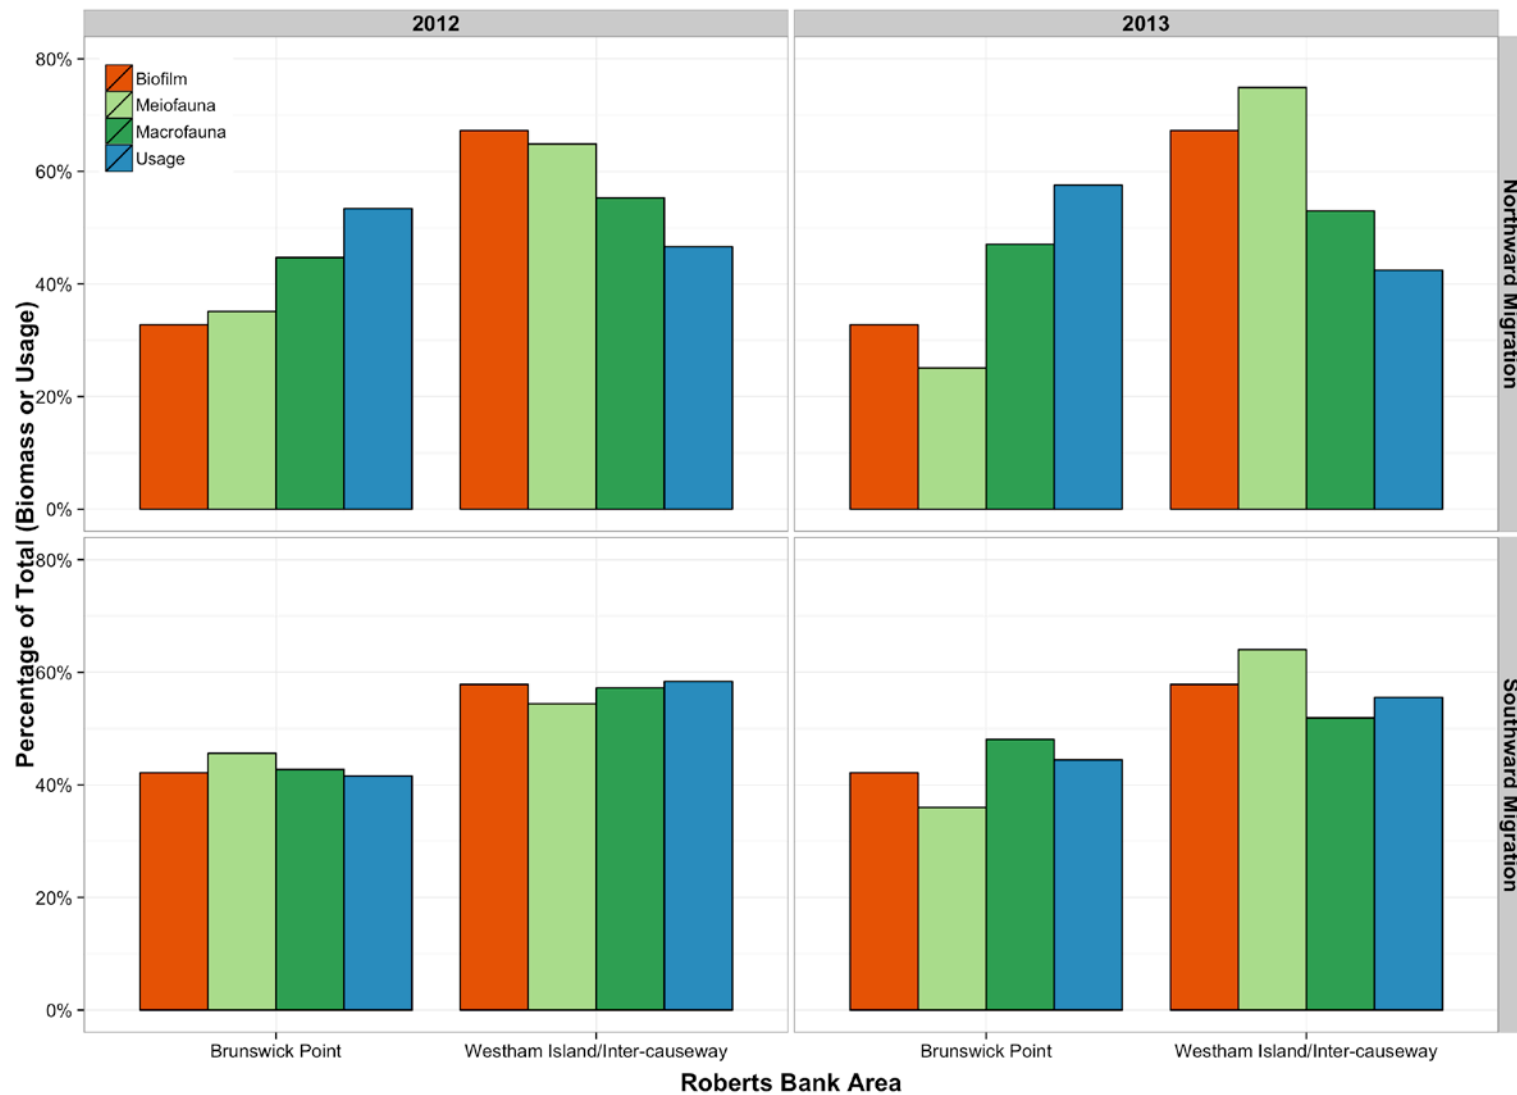 2012
2013
80%
60%
40%
20%
0%
Biofilm
Meiofauna
Macrofauna
Usage
Northward Migration
80%
60%
40%
20%
0%
Southward Migration
Percentage of Total (Biomass or Usage)
Brunswick Point
Westham Island/Inter-causeway
Brunswick Point
Westham Island/Inter-causeway
Roberts Bank Area